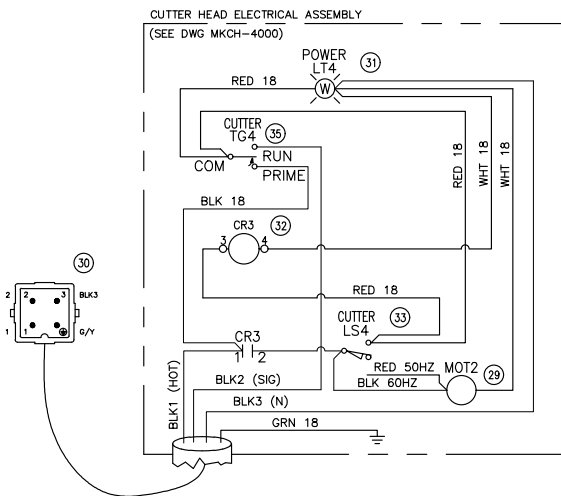 CUTTER HEAD ELECTRICAL ASSEMBLY
(SEE DWG MKCH-4000)
POWER
LT4
31
W
RED 18
CUTTER
TG4
35
COM
RUN
PRIME
RED 18
WHT 18
WHT 18
BLK 18
CR3
32
3
4
30
2
2
3
BLK3
1
1
G/Y
RED 18
CUTTER
LS4
33
CR3
1
2
RED 50HZ
MOT2
29
BLK 60HZ
BLK1 (HOT)
BLK2 (SIG)
BLK3 (N)
GRN 18